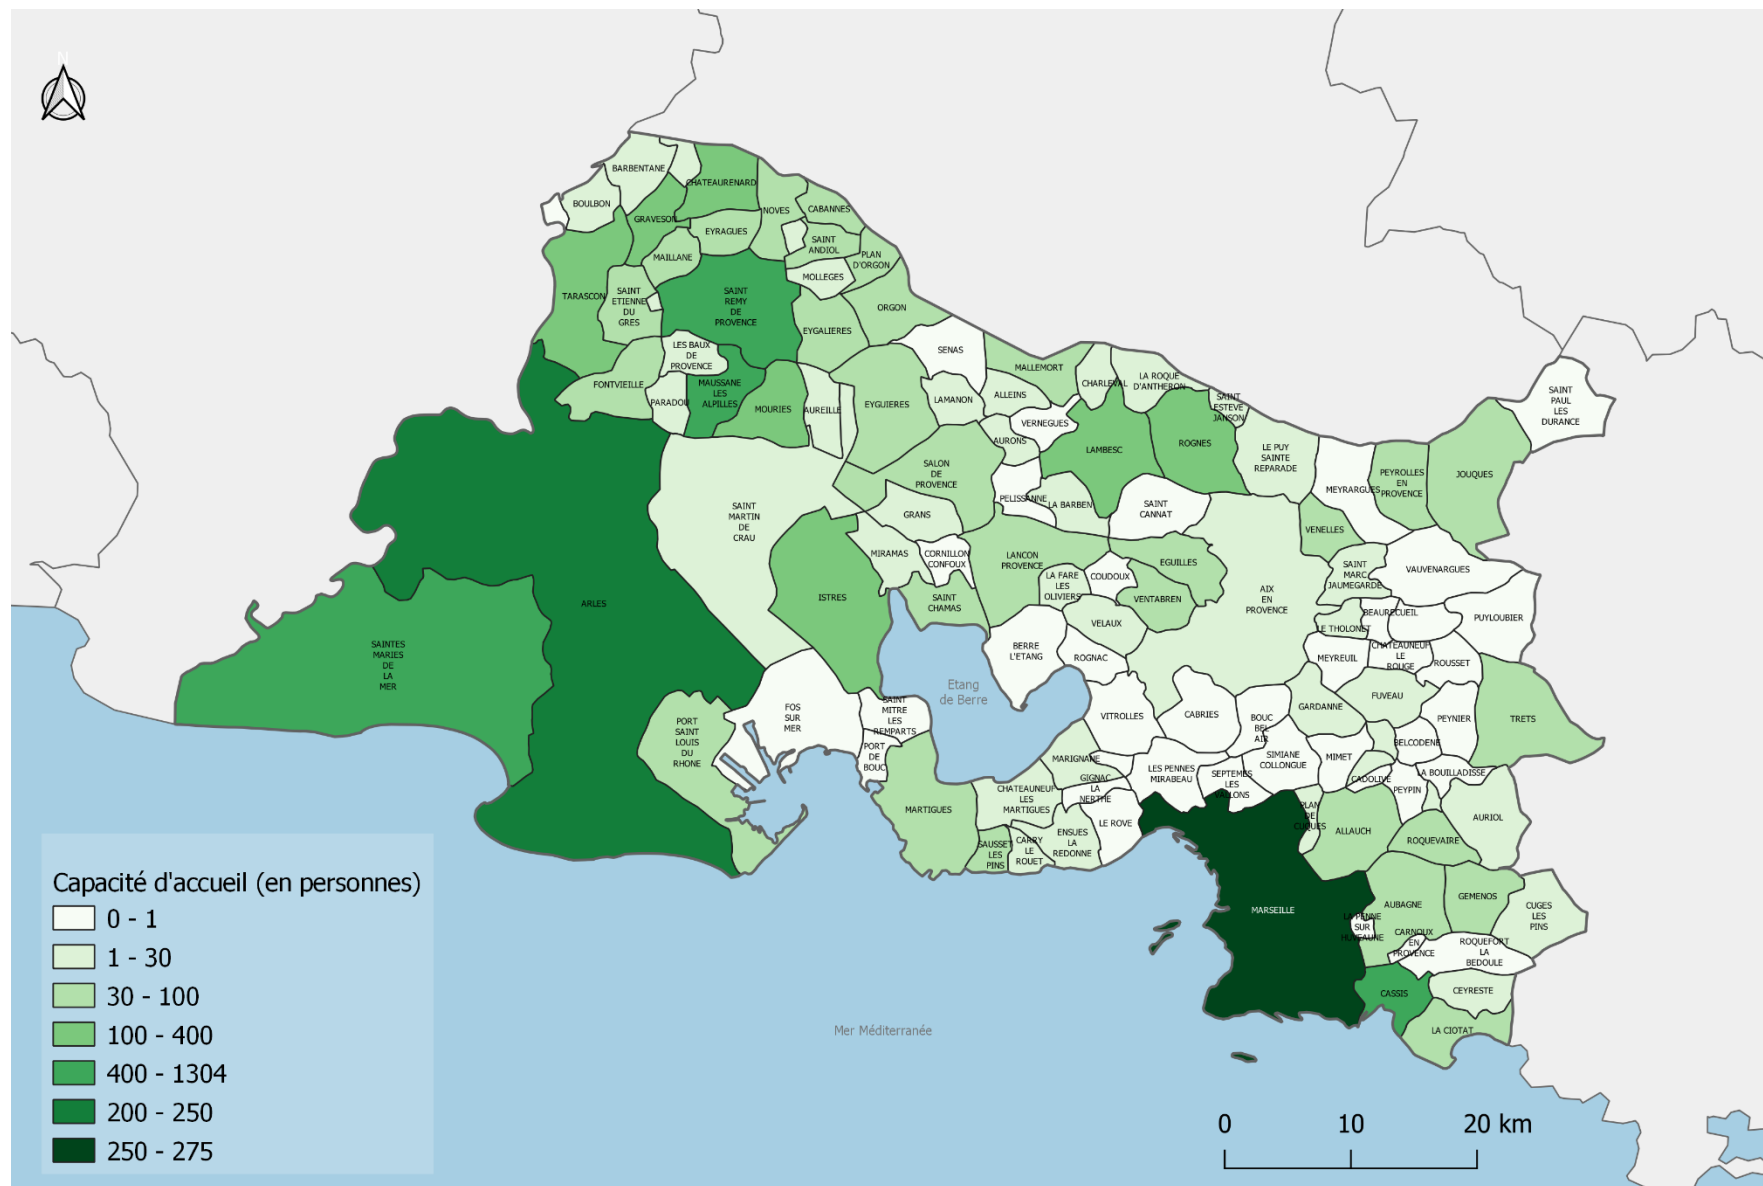 N
BARBENTANE
CHATEAURENARD
BOULBON
GRAVESON
NOVES
CABANNES
EYRAGUES
SAINT
ANDIOL
MAILLANE
PLAN
D'ORGON
MOLLEGES
TARASCON
SAINT
ETIENNE
DU
GRES
SAINT
REMY
DE
PROVENCE
ORGON
EYGALIERES
LES BAUX
DE
PROVENCE
SENAS
MALLEMORT
FONTVIEILLE
MAUSSANE
LES
ALPILLES
PARADOU
MOURIES
AUREILLE
EYGUIERES
LAMANON
ALLEINS
CHARLEVAL
LA ROQUE
D'ANTHERON
SAINT
ESTEVE
JANSON
SAINT
PAUL
LES
DURANCE
VERNEGUES
AURONS
LAMBESC
ROGNES
LE PUY
SAINTE
REPARADE
SALON
DE
PROVENCE
MEYRARGUES
PEYROLLES
EN
PROVENCE
JOUQUES
PELISSANNE
LA BARBEN
SAINT
CANNAT
SAINT
MARTIN
DE
CRAU
GRANS
VENELLES
MIRAMAS
CORNILLON
CONFOUX
LANCON
PROVENCE
EGUILLES
COUDOUX
LA FARE
LES
OLIVIERS
VENTABREN
SAINT
MARC
JAUMEGARDE
VAUVENARGUES
ARLES
ISTRES
SAINT
CHAMAS
AIX
EN
PROVENCE
BEAURECUEIL
PUYLOUBIER
VELAUX
LE THOLONET
SAINTES
MARIES
DE
LA
MER
BERRE
L'ETANG
ROGNAC
MEYREUIL
CHATEAUNEUF
LE
ROUGE
ROUSSET
Etang
de Berre
FUVEAU
PORT
SAINT
LOUIS
DU
RHONE
FOS
SUR
MER
SAINT
MITRE
LES
REMPARTS
VITROLLES
CABRIES
BOUC
BEL
AIR
GARDANNE
PEYNIER
TRETS
PORT
DE
BOUC
MARIGNANE
LES PENNES
MIRABEAU
SIMIANE
COLLONGUE
MIMET
BELCODENE
LA BOUILLADISSE
GIGNAC
LA
NERTHE
SEPTEMES
LES
VALLONS
CADOLIVE
PEYPIN
MARTIGUES
CHATEAUNEUF
LES
MARTIGUES
LE ROVE
PLAN
DE
CUQUES
ALLAUCH
AURIOL
SAUSSET
LES
PINS
CARRY
LE
ROUET
ENSUES
LA
REDONNE
ROQUEVAIRE
MARSEILLE
AUBAGNE
GEMENOS
CUGES
LES
PINS
LA PENNE
SUR
HUVEAUNE
CARNOUX
EN
PROVENCE
ROQUEFORT
LA
BEDOULE
CASSIS
CEYRESTE
LA CIOTAT
Mer Méditerranée
Capacité d'accueil (en personnes)
0 - 1
1 - 30
30 - 100
100 - 400
400 - 1304
200 - 250
250 - 275
0 10 20 km